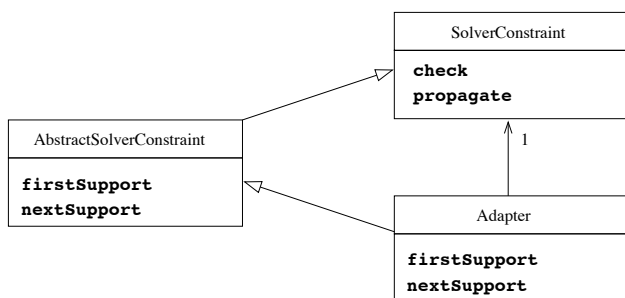 SolverConstraint
check
propagate
AbstractSolverConstraint
firstSupport
nextSupport
1
Adapter
firstSupport
nextSupport